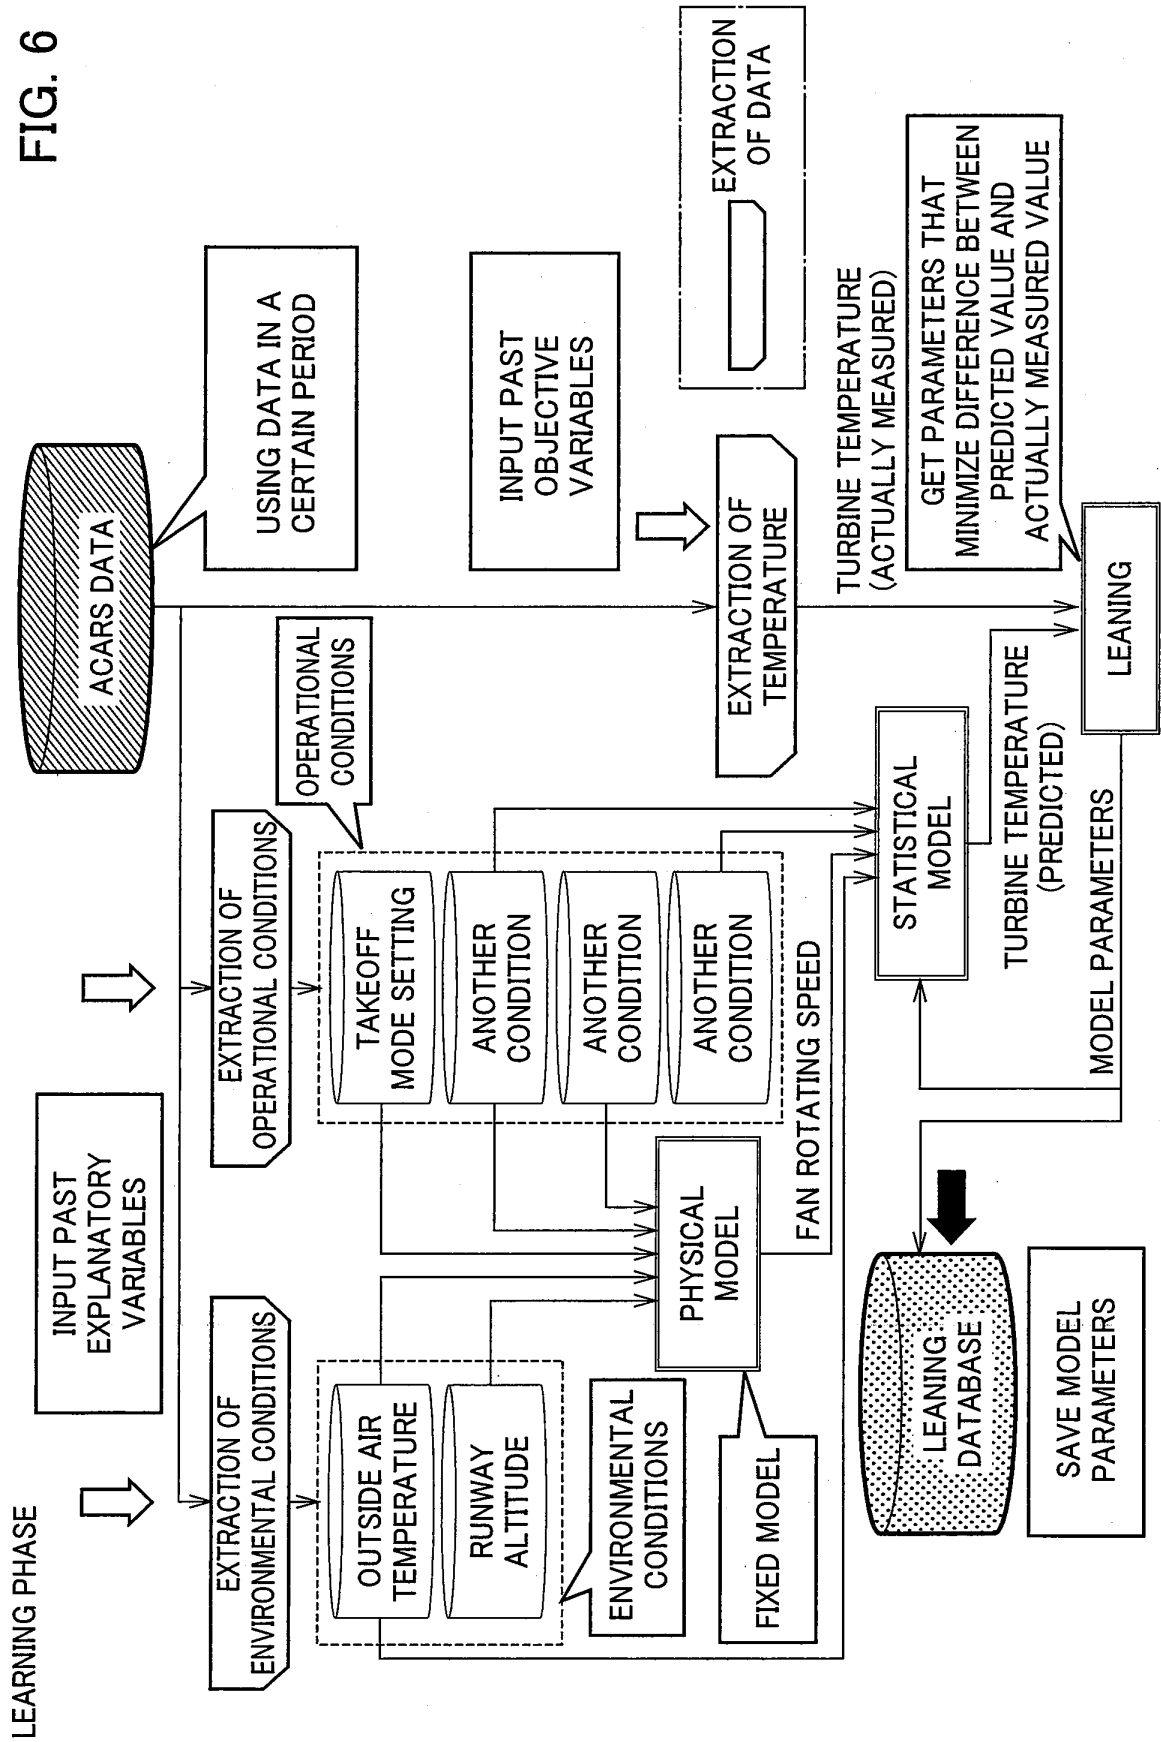 FIG. 6
LEARNING PHASE
INPUT PAST
EXPLANATORY
VARIABLES
ACARS DATA
USING DATA IN A
CERTAIN PERIOD
EXTRACTION OF
ENVIRONMENTAL CONDITIONS
EXTRACTION OF
OPERATIONAL CONDITIONS
OPERATIONAL
CONDITIONS
OUTSIDE AIR
TEMPERATURE
RUNWAY
ALTITUDE
ENVIRONMENTAL
CONDITIONS
TAKEOFF
MODE SETTING
ANOTHER
CONDITION
ANOTHER
CONDITION
ANOTHER
CONDITION
INPUT PAST
OBJECTIVE
VARIABLES
EXTRACTION OF
TEMPERATURE
EXTRACTION
OF DATA
PHYSICAL
MODEL
FIXED MODEL
FAN ROTATING SPEED
TURBINE TEMPERATURE
(ACTUALLY MEASURED)
STATISTICAL
MODEL
GET PARAMETERS THAT
MINIMIZE DIFFERENCE BETWEEN
PREDICTED VALUE AND
ACTUALLY MEASURED VALUE
TURBINE TEMPERATURE
(PREDICTED)
LEANING
MODEL PARAMETERS
LEANING
DATABASE
SAVE MODEL
PARAMETERS